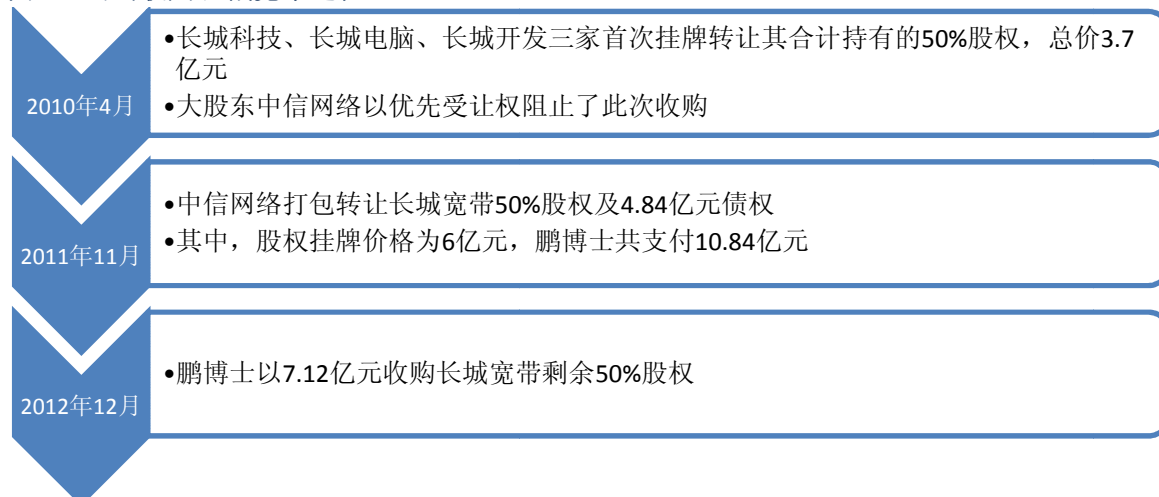 2010年4月
•长城科技、长城电脑、长城开发三家首次挂牌转让其合计持有的50%股权，总价3.7
亿元
•大股东中信网络以优先受让权阻止了此次收购
2011年11月
•中信网络打包转让长城宽带50%股权及4.84亿元债权
•其中，股权挂牌价格为6亿元，鹏博士共支付10.84亿元
2012年12月
•鹏博士以7.12亿元收购长城宽带剩余50%股权